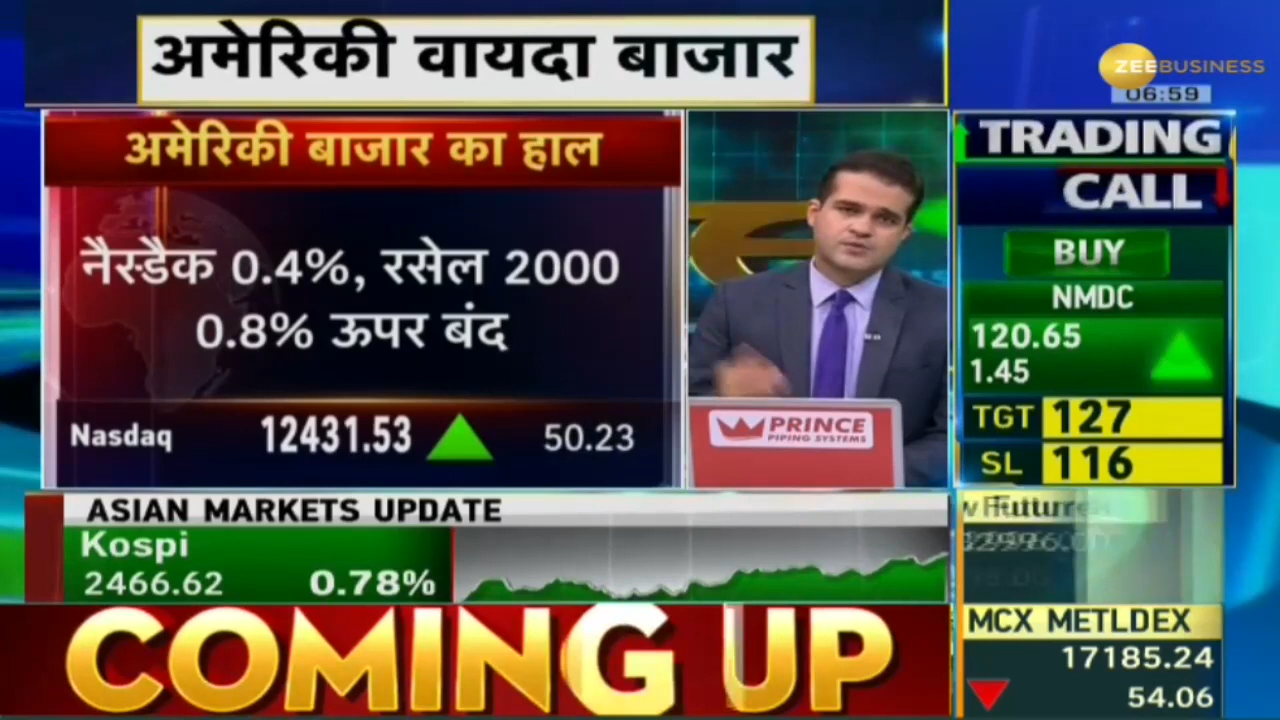 अमेरिकी वायदा बाजार
ZEEBUSINESS
06:59
अमेरिकी बाजार का हाल
नैस्डैक 0.4%, रसेल 2000
0.8% ऊपर बंद
Nasdaq 12431.53 50.23
PRINCE
PIPING SYSTEMS
TRADING
CALL
BUY
NMDC
120.65
1.45
TGT 127
SL 116
ASIAN MARKETS UPDATE
Kospi
2466.62 0.78%
MCX METLDEX
17185.24
54.06
COMING UP